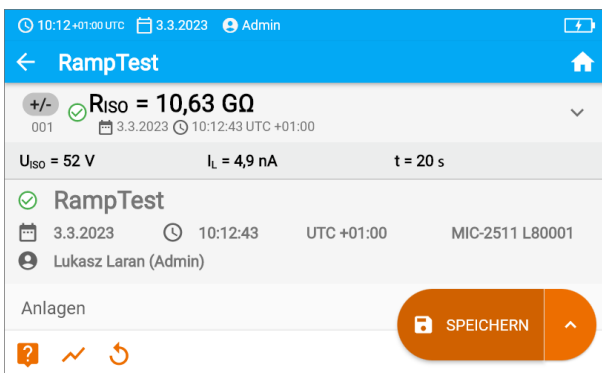 10:12+01:00 UTC 3.3.2023 Admin
RampTest
+/- RISO = 10,63 GΩ
001 3.3.2023 10:12:43 UTC +01:00
UISO = 52 V IL = 4,9 nA t = 20 s
RampTest
3.3.2023 10:12:43 UTC +01:00 MIC-2511 L80001
Lukasz Laran (Admin)
Anlagen
SPEICHERN
?